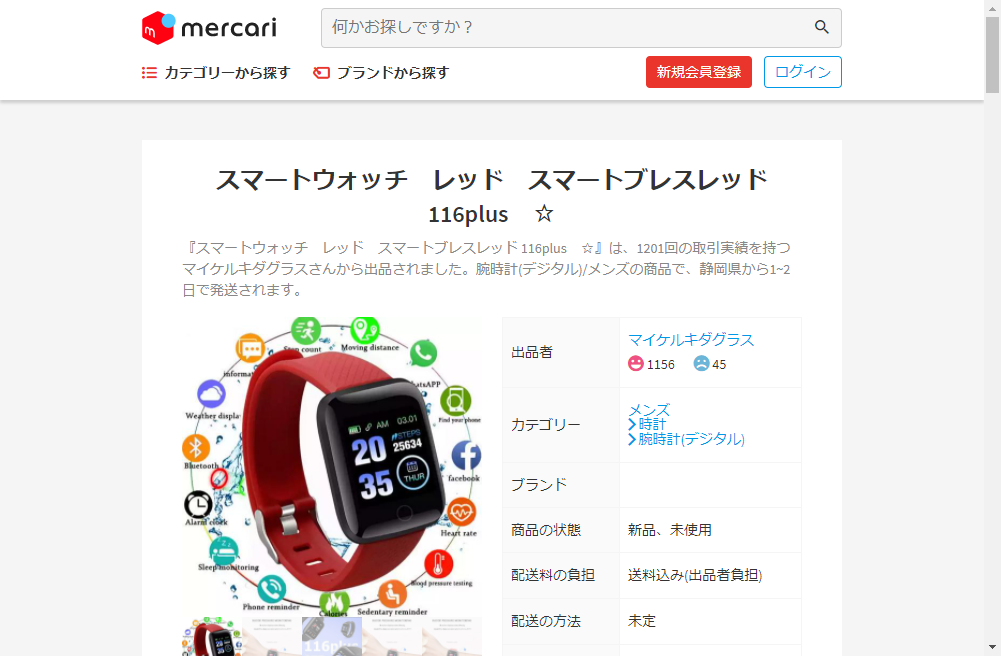 mercari
何かお探しですか？
カテゴリーから探す
ブランドから探す
新規会員登録
ログイン
スマートウォッチ　レッド　スマートブレスレッド
116plus　☆
『スマートウォッチ　レッド　スマートブレスレッド 116plus　☆』は、1201回の取引実績を持つ
マイケルキダグラスさんから出品されました。腕時計(デジタル)/メンズの商品で、静岡県から1~2
日で発送されます。
Moving distance
count
Weather displa
Find your phone
Bluetooth
facebook
Alarm clock
Heart rate
Sleep monitoring
Blood pressure testing
Phone reminder
Calories
Sedentary reminder
AM 03.01
20
STEPS
25634
35
THUR
116plus
出品者
マイケルキダグラス
1156
45
カテゴリー
メンズ
時計
腕時計(デジタル)
ブランド
商品の状態
新品、未使用
配送料の負担
送料込み(出品者負担)
配送の方法
未定